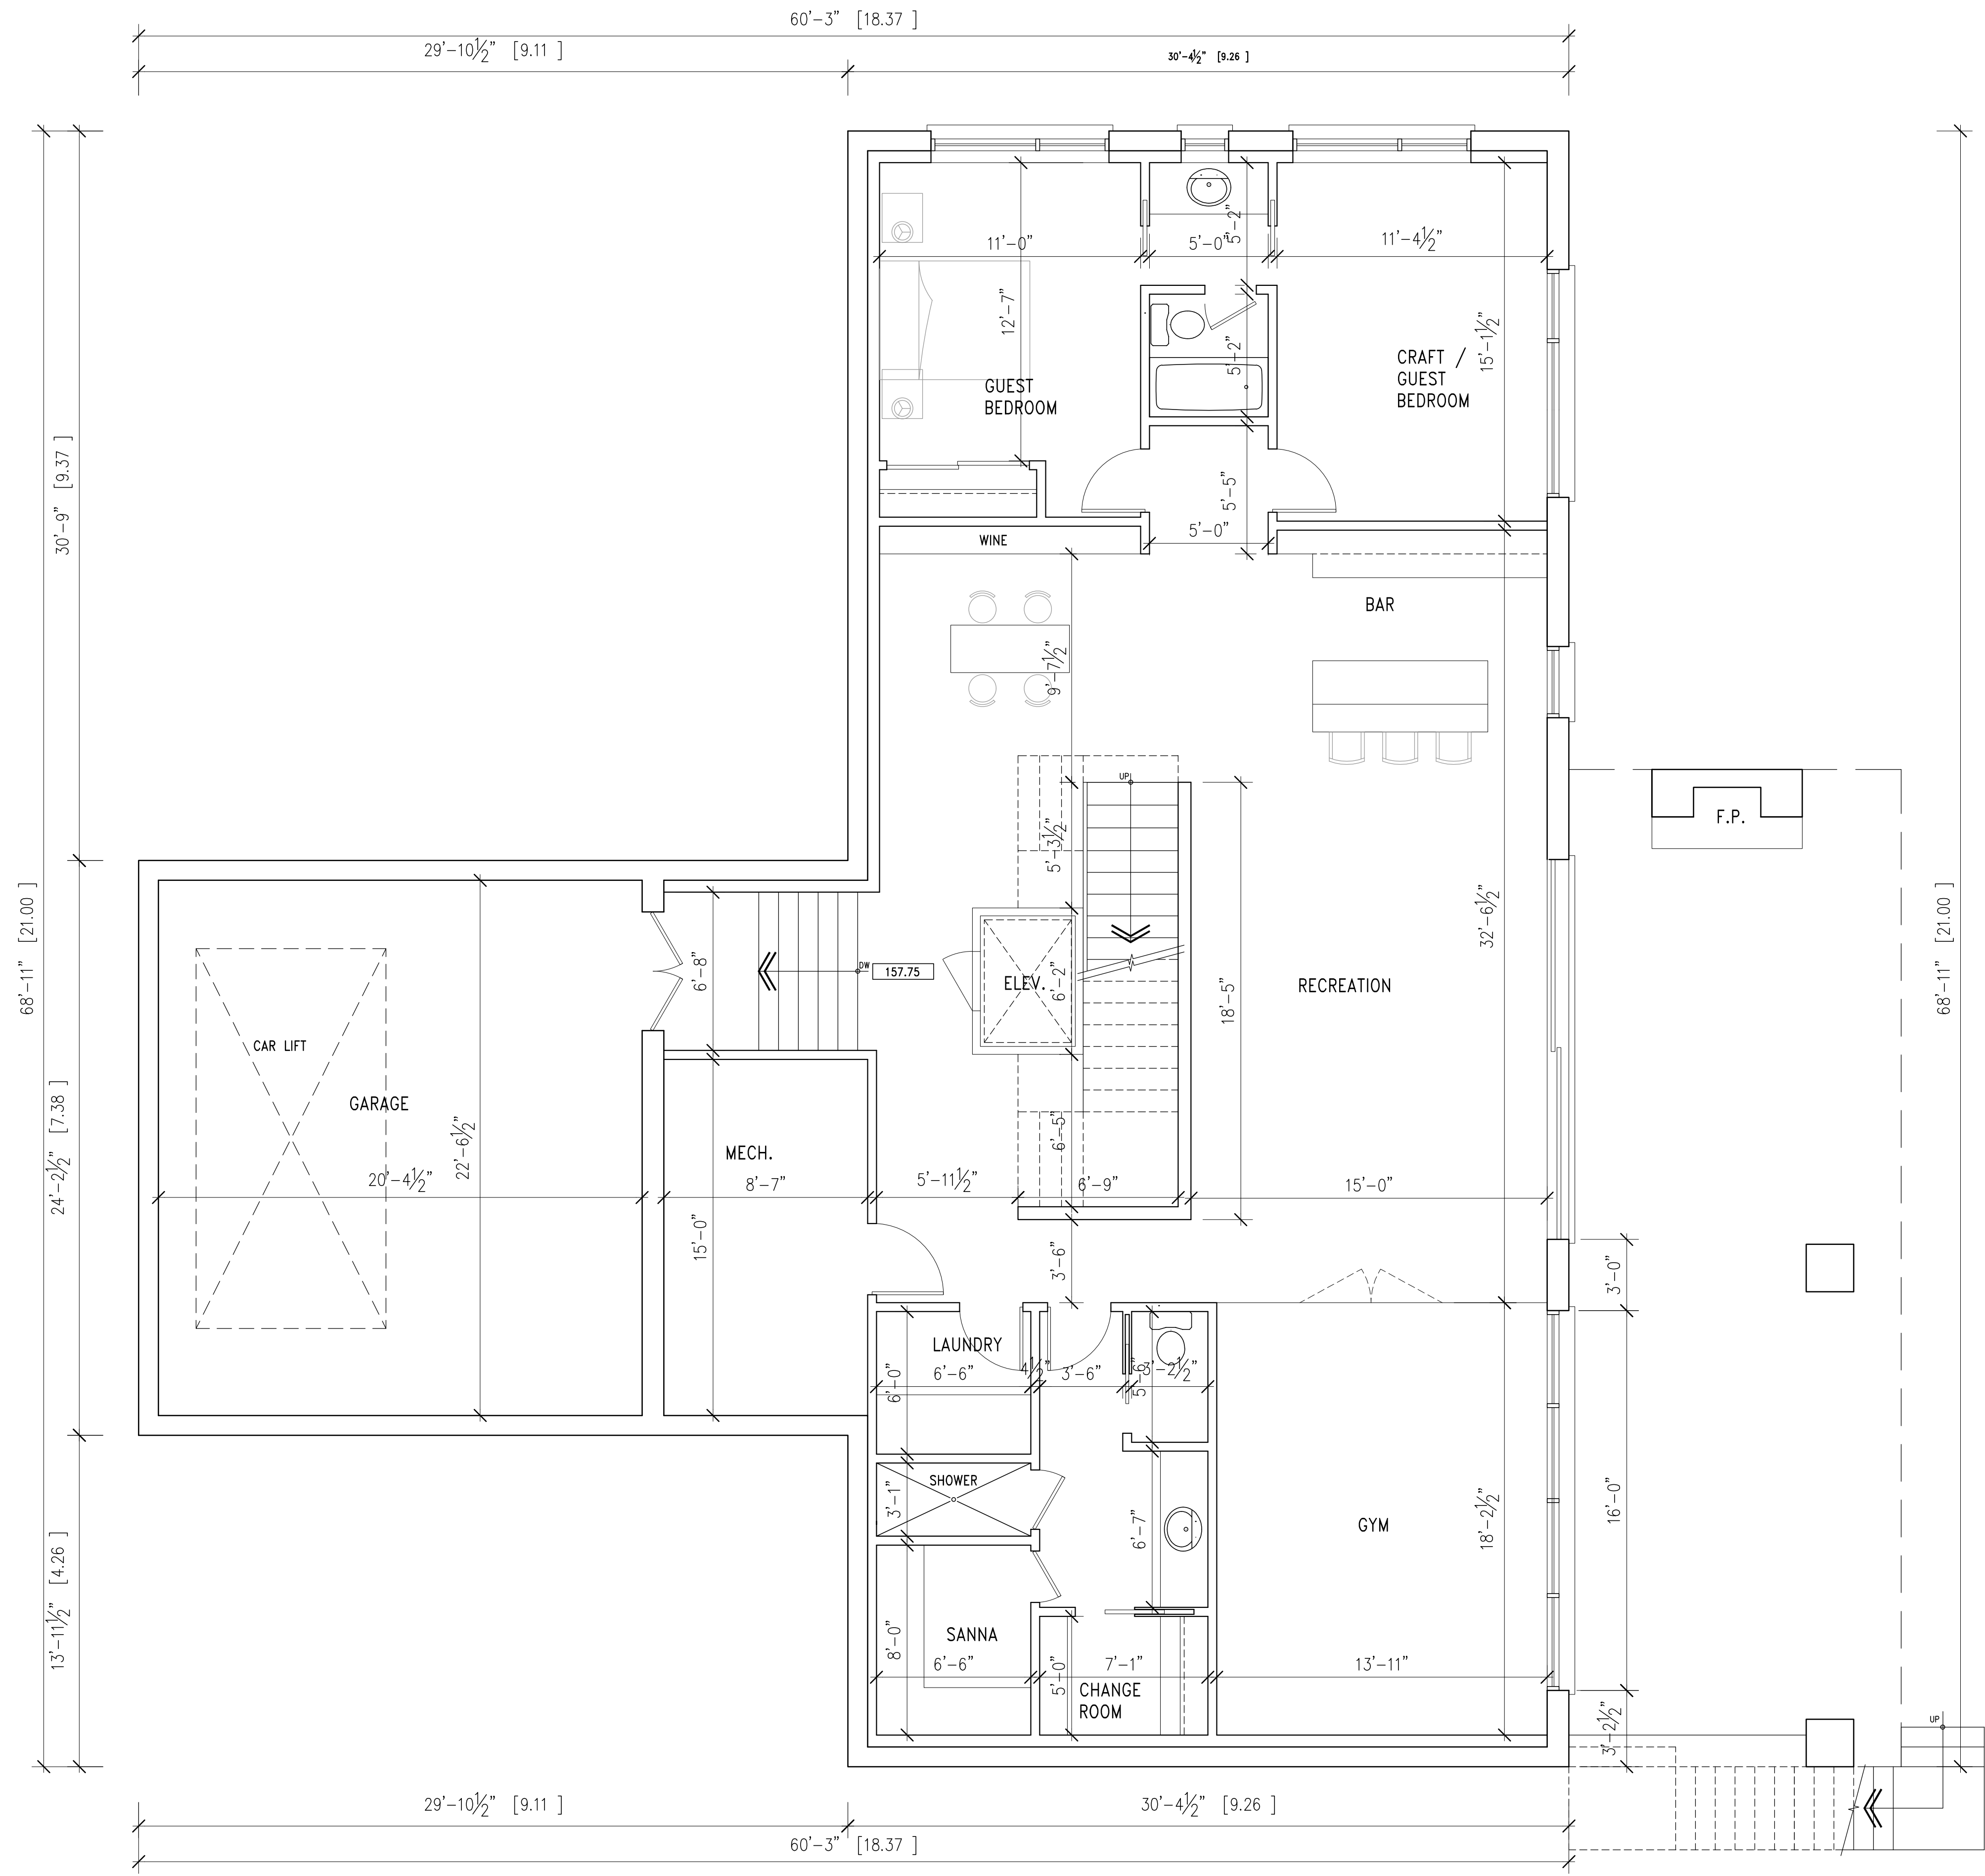 60'-3" [18.37 ]
29'-10½" [9.11 ]
30'-4½" [9.26 ]
11'-0"
5'-0"
5'-2"
11'-4½"
12'-7"
5'-2"
15'-1½"
GUEST
BEDROOM
CRAFT /
GUEST
BEDROOM
30'-9" [9.37 ]
5'-5"
5'-0"
WINE
BAR
9'-7½"
UP
5'-3½"
F.P.
32'-6½"
68'-11" [21.00 ]
68'-11" [21.00 ]
6'-8"
DW
157.75
ELEV.
6'-2"
18'-5"
RECREATION
CAR LIFT
GARAGE
24'-2½" [7.38 ]
22'-6½"
MECH.
6'-5"
20'-4½"
8'-7"
5'-11½"
6'-9"
15'-0"
15'-0"
3'-6"
3'-0"
LAUNDRY
6'-6"
4½"
3'-6"
5'-6"
3'-2½"
6'-0"
SHOWER
3'-1"
6'-7"
GYM
18'-2½"
16'-0"
13'-11½" [4.26 ]
SANNA
8'-0"
6'-6"
7'-1"
13'-11"
5'-0"
CHANGE
ROOM
3'-2½"
UP
29'-10½" [9.11 ]
30'-4½" [9.26 ]
60'-3" [18.37 ]